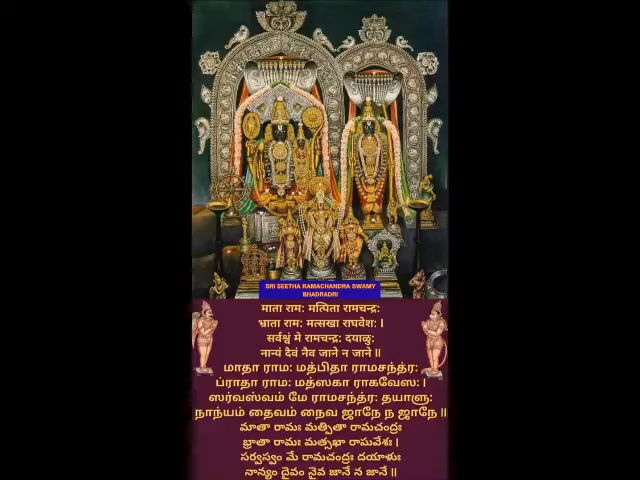 SRI SEETHA RAMACHANDRA SWAMY
BHADRADRI
माता राम: मत्पिता रामचन्द्र:
भ्राता राम: मत्सखा राघवेश: ।
सर्वश्वं मे रामचन्द्र: दयाळु:
नान्यं दैवं नैव जाने न जाने ॥
மாதா ராம: மத்பிதா ராமசந்த்ர:
ப்ராதா ராம: மத்ஸகா ராகவேஸ: ।
ஸர்வஸ்வம் மே ராமசந்த்ர: தயாளு:
நாந்யம் தைவம் நைவ ஜாநே ந ஜாநே ॥
మాతా రామః మత్పితా రామచంద్రః
భ్రాతా రామః మత్సఖా రాఘవేశః ।
సర్వస్వం మే రామచంద్రః దయాళుః
నాన్యం దైవం నైవ జానే న జానే ॥